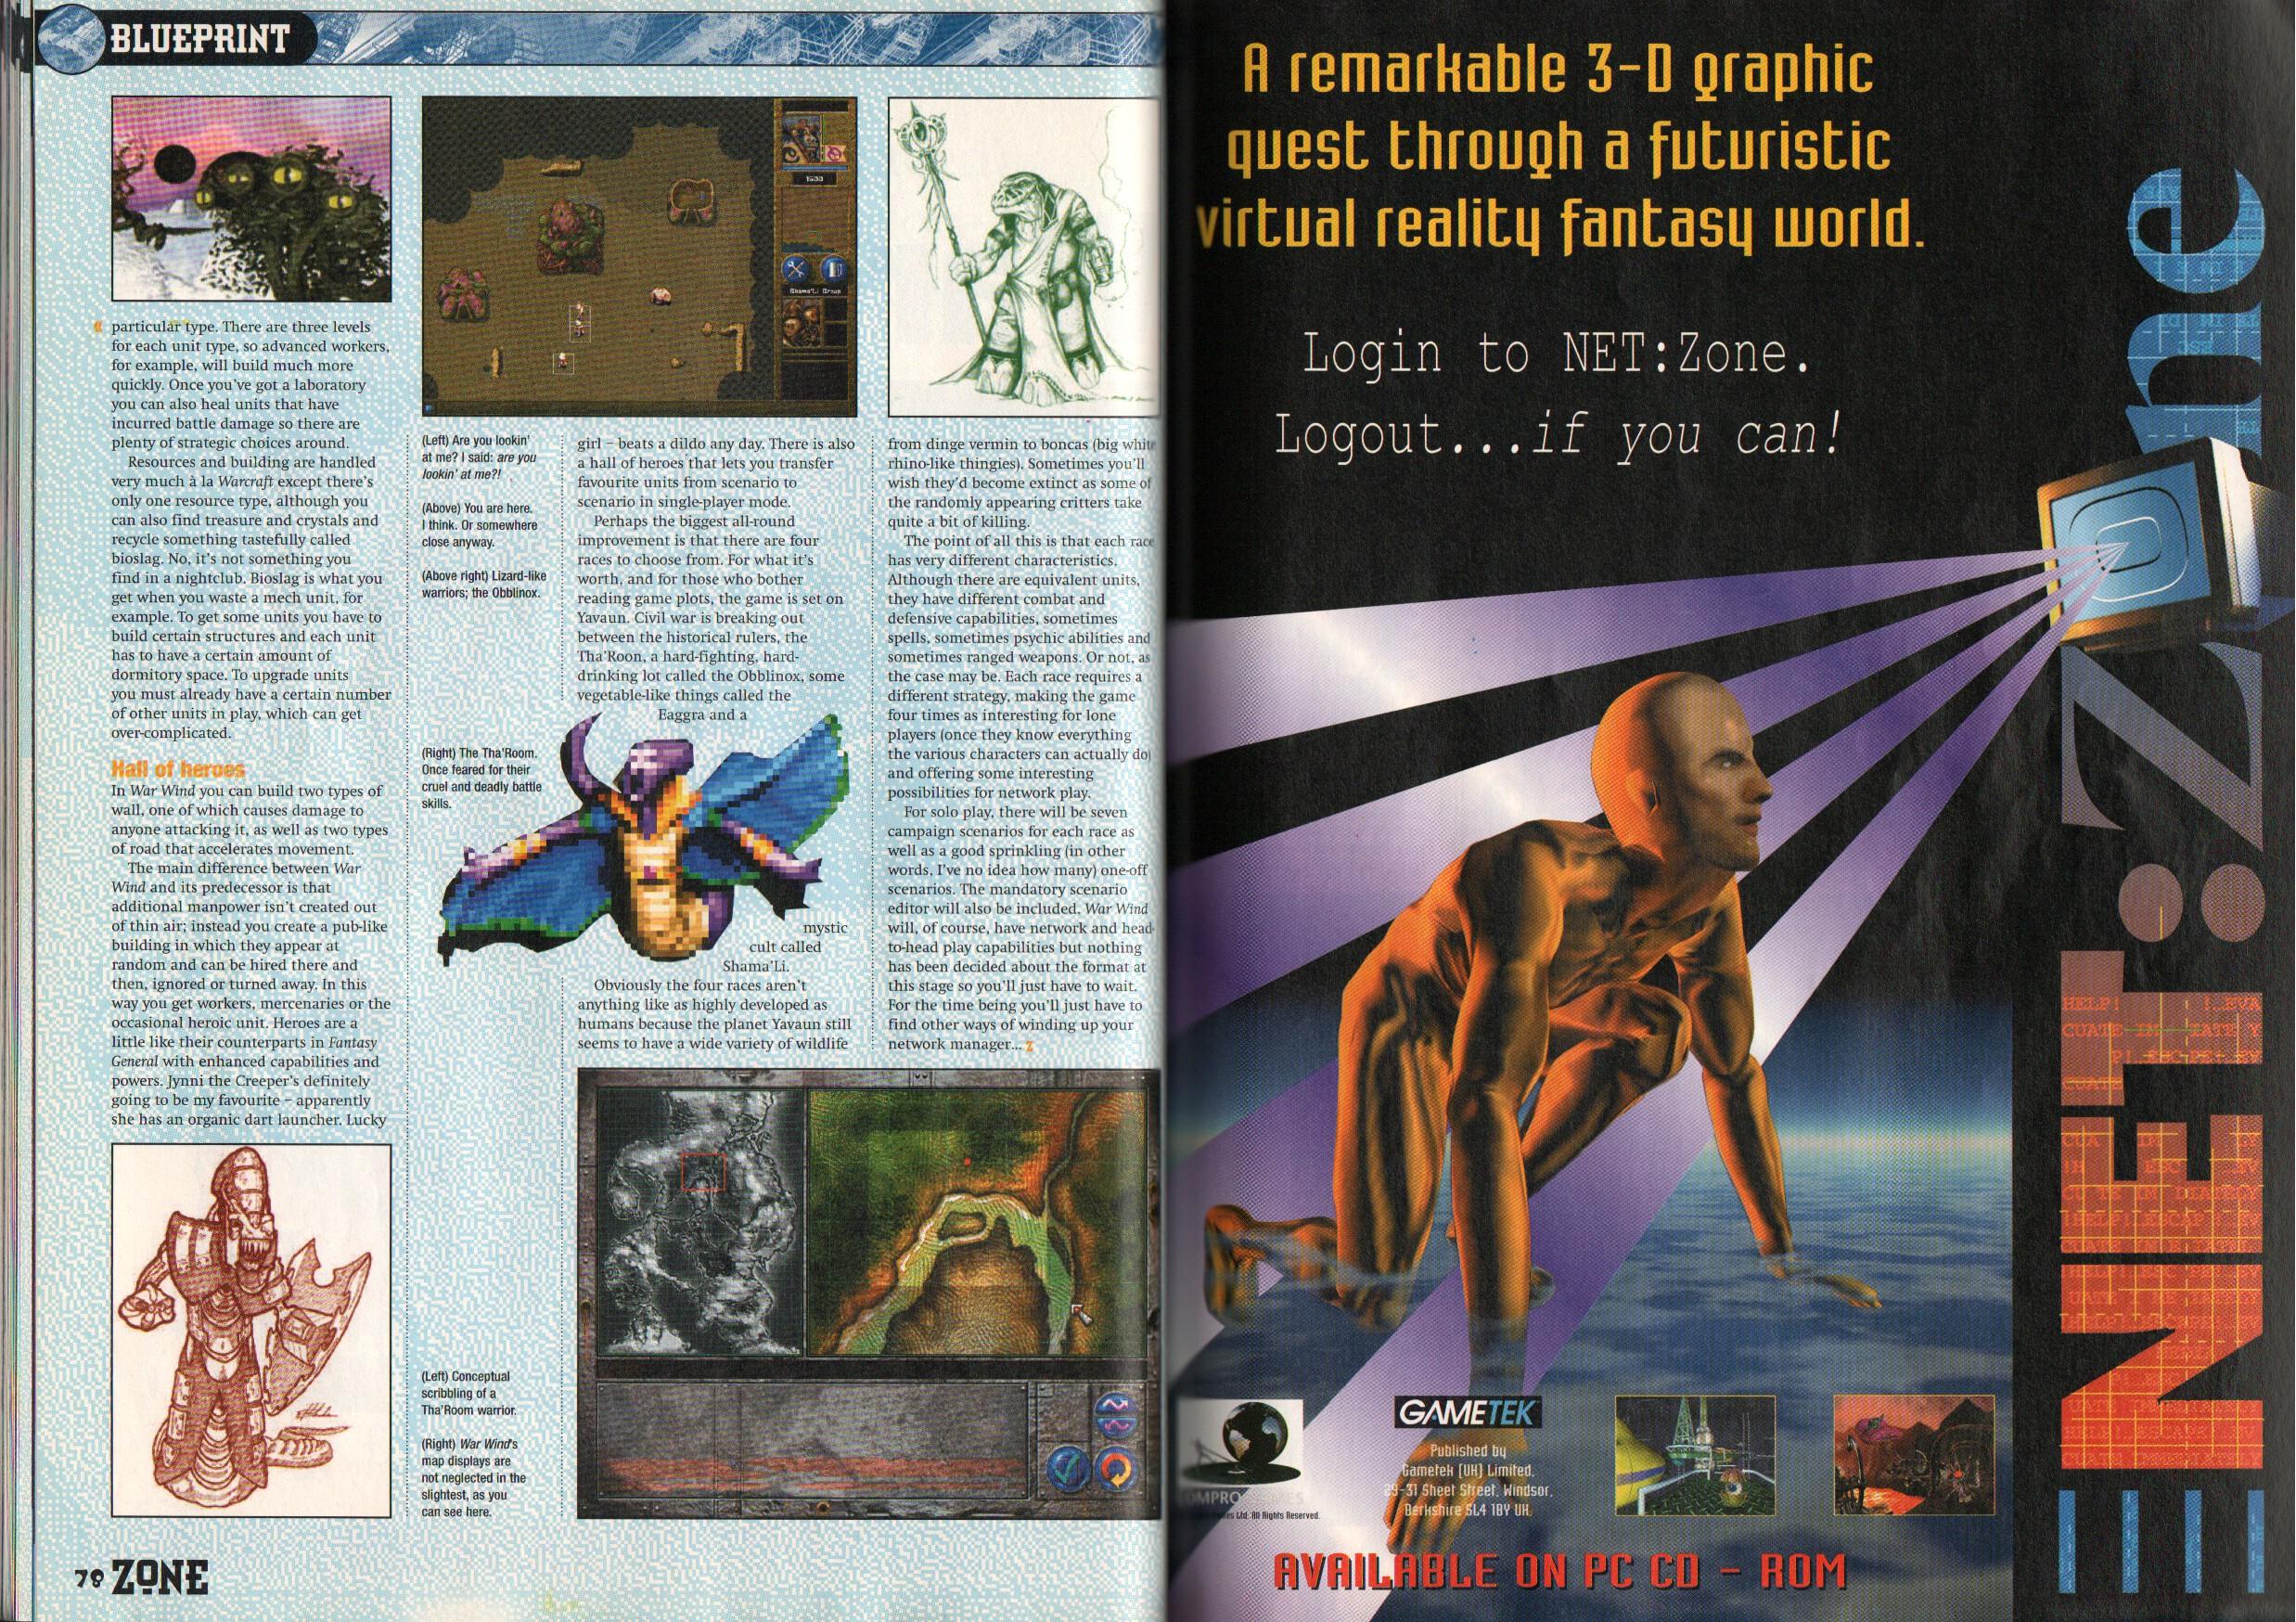 BLUEPRINT
« particular type. There are three levels
for each unit type, so advanced workers,
for example, will build much more
quickly. Once you've got a laboratory
you can also heal units that have
incurred battle damage so there are
plenty of strategic choices around.
Resources and building are handled
very much à la Warcraft except there's
only one resource type, although you
can also find treasure and crystals and
recycle something tastefully called
bioslag. No, it's not something you
find in a nightclub. Bioslag is what you
get when you waste a mech unit, for
example. To get some units you have to
build certain structures and each unit
has to have a certain amount of
dormitory space. To upgrade units
you must already have a certain number
of other units in play, which can get
over-complicated.
Hall of heroes
In War Wind you can build two types of
wall, one of which causes damage to
anyone attacking it, as well as two types
of road that accelerates movement.
The main difference between War
Wind and its predecessor is that
additional manpower isn't created out
of thin air; instead you create a pub-like
building in which they appear at
random and can be hired there and
then, ignored or turned away. In this
way you get workers, mercenaries or the
occasional heroic unit. Heroes are a
little like their counterparts in Fantasy
General with enhanced capabilities and
powers. Jynni the Creeper's definitely
going to be my favourite – apparently
she has an organic dart launcher. Lucky
1500
Shama'Li Group
(Left) Are you lookin'
at me? I said: are you
lookin' at me?!
(Above) You are here.
I think. Or somewhere
close anyway.
(Above right) Lizard-like
warriors; the Obblinox.
(Right) The Tha'Room.
Once feared for their
cruel and deadly battle
skills.
(Left) Conceptual
scribbling of a
Tha'Room warrior.
(Right) War Wind's
map displays are
not neglected in the
slightest, as you
can see here.
girl – beats a dildo any day. There is also
a hall of heroes that lets you transfer
favourite units from scenario to
scenario in single-player mode.
Perhaps the biggest all-round
improvement is that there are four
races to choose from. For what it's
worth, and for those who bother
reading game plots, the game is set on
Yavaun. Civil war is breaking out
between the historical rulers, the
Tha'Roon, a hard-fighting, hard-
drinking lot called the Obblinox, some
vegetable-like things called the
Eaggra and a
mystic
cult called
Shama'Li.
Obviously the four races aren't
anything like as highly developed as
humans because the planet Yavaun still
seems to have a wide variety of wildlife
from dinge vermin to boncas (big white
rhino-like thingies). Sometimes you'll
wish they'd become extinct as some of
the randomly appearing critters take
quite a bit of killing.
The point of all this is that each race
has very different characteristics.
Although there are equivalent units,
they have different combat and
defensive capabilities, sometimes
spells, sometimes psychic abilities and
sometimes ranged weapons. Or not, as
the case may be. Each race requires a
different strategy, making the game
four times as interesting for lone
players (once they know everything
the various characters can actually do)
and offering some interesting
possibilities for network play.
For solo play, there will be seven
campaign scenarios for each race as
well as a good sprinkling (in other
words, I've no idea how many) one-off
scenarios. The mandatory scenario
editor will also be included. War Wind
will, of course, have network and head-
to-head play capabilities but nothing
has been decided about the format at
this stage so you'll just have to wait.
For the time being you'll just have to
find other ways of winding up your
network manager... Z
78 ZONE
A remarkable 3-D graphic
quest through a futuristic
virtual reality fantasy world.
Login to NET:Zone.
Logout...if you can!
NET:Zone
GAMETEK
Published by
Gametek (UK) Limited,
29-31 Sheet Street, Windsor,
Berkshire SL4 1BY UK
Ltd. All Rights Reserved.
AVAILABLE ON PC CD - ROM